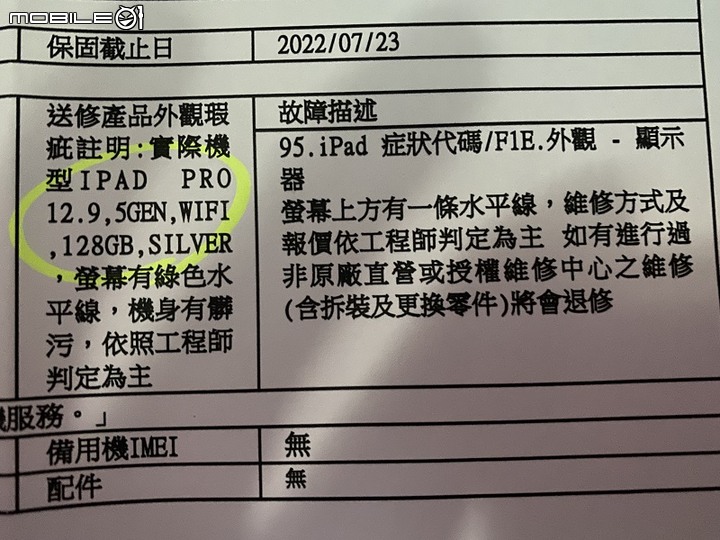 MOBILE01
保固截止日 2022/07/23
送修產品外觀瑕
疵註明:實際機
型IPAD PRO
12.9,5GEN,WIFI
,128GB,SILVER
，螢幕有綠色水
平線，機身有髒
污，依照工程師
判定為主
故障描述
95.iPad 症狀代碼/F1E.外觀 - 顯示
器
螢幕上方有一條水平線，維修方式及
報價依工程師判定為主 如有進行過
非原廠直營或授權維修中心之維修
(含拆裝及更換零件)將會退修
服務。」
備用機IMEI 無
配件 無